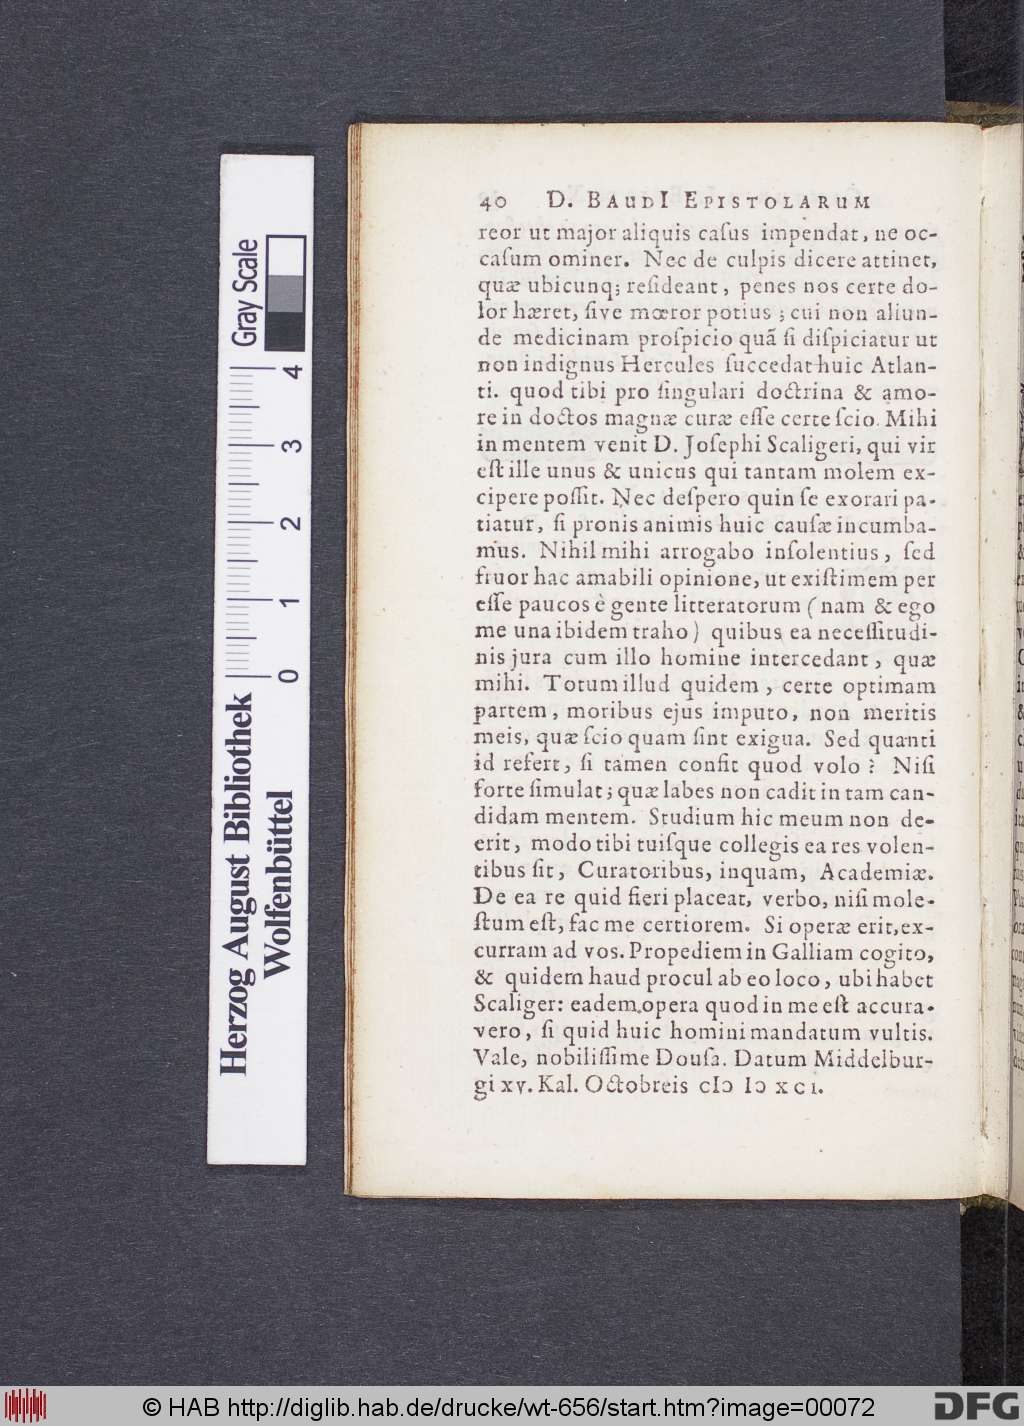 40 D. BAUDI EPISTOLARUM
reor ut major aliquis caſus impendat, ne oc-
caſum ominer. Nec de culpis dicere attinet,
quæ ubicunq; reſideant, penes nos certe do-
lor hæret, ſive mœror potius; cui non aliun-
de medicinam proſpicio quã ſi diſpiciatur ut
non indignus Hercules ſuccedat huic Atlan-
ti. quod tibi pro ſingulari doctrina & amo-
re in doctos magnæ curæ eſſe certe ſcio. Mihi
in mentem venit D. Joſephi Scaligeri, qui vir
eſt ille unus & unicus qui tantam molem ex-
cipere poſſit. Nec deſpero quin ſe exorari pa-
tiatur, ſi pronis animis huic cauſæ incumba-
mus. Nihil mihi arrogabo inſolentius, ſed
fruor hac amabili opinione, ut exiſtimem per
eſſe paucos è gente litteratorum (nam & ego
me una ibidem traho) quibus ea neceſſitudi-
nis jura cum illo homine intercedant, quæ
mihi. Totum illud quidem, certe optimam
partem, moribus ejus imputo, non meritis
meis, quæ ſcio quam ſint exigua. Sed quanti
id refert, ſi tamen conſit quod volo? Niſi
forte ſimulat; quæ labes non cadit in tam can-
didam mentem. Studium hic meum non de-
erit, modo tibi tuiſque collegis ea res volen-
tibus ſit, Curatoribus, inquam, Academiæ.
De ea re quid fieri placeat, verbo, niſi mole-
ſtum eſt, fac me certiorem. Si operæ erit, ex-
curram ad vos. Propediem in Galliam cogito,
& quidem haud procul ab eo loco, ubi habet
Scaliger: eadem opera quod in me eſt accura-
vero, ſi quid huic homini mandatum vultis.
Vale, nobiliſſime Douſa. Datum Middelbur-
gi xv. Kal. Octobreis cIɔ Iɔ xci.
Gray Scale
4
3
2
1
0
Herzog August Bibliothek
Wolfenbüttel
© HAB http://diglib.hab.de/drucke/wt-656/start.htm?image=00072
DFG